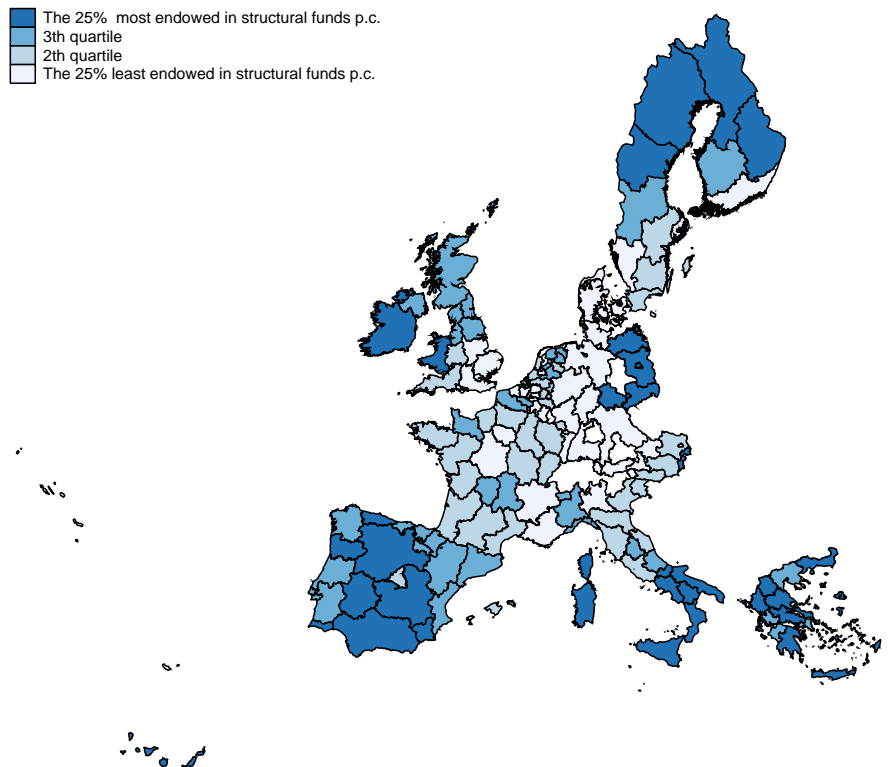 The 25% most endowed in structural funds p.c.
3th quartile
2th quartile
The 25% least endowed in structural funds p.c.